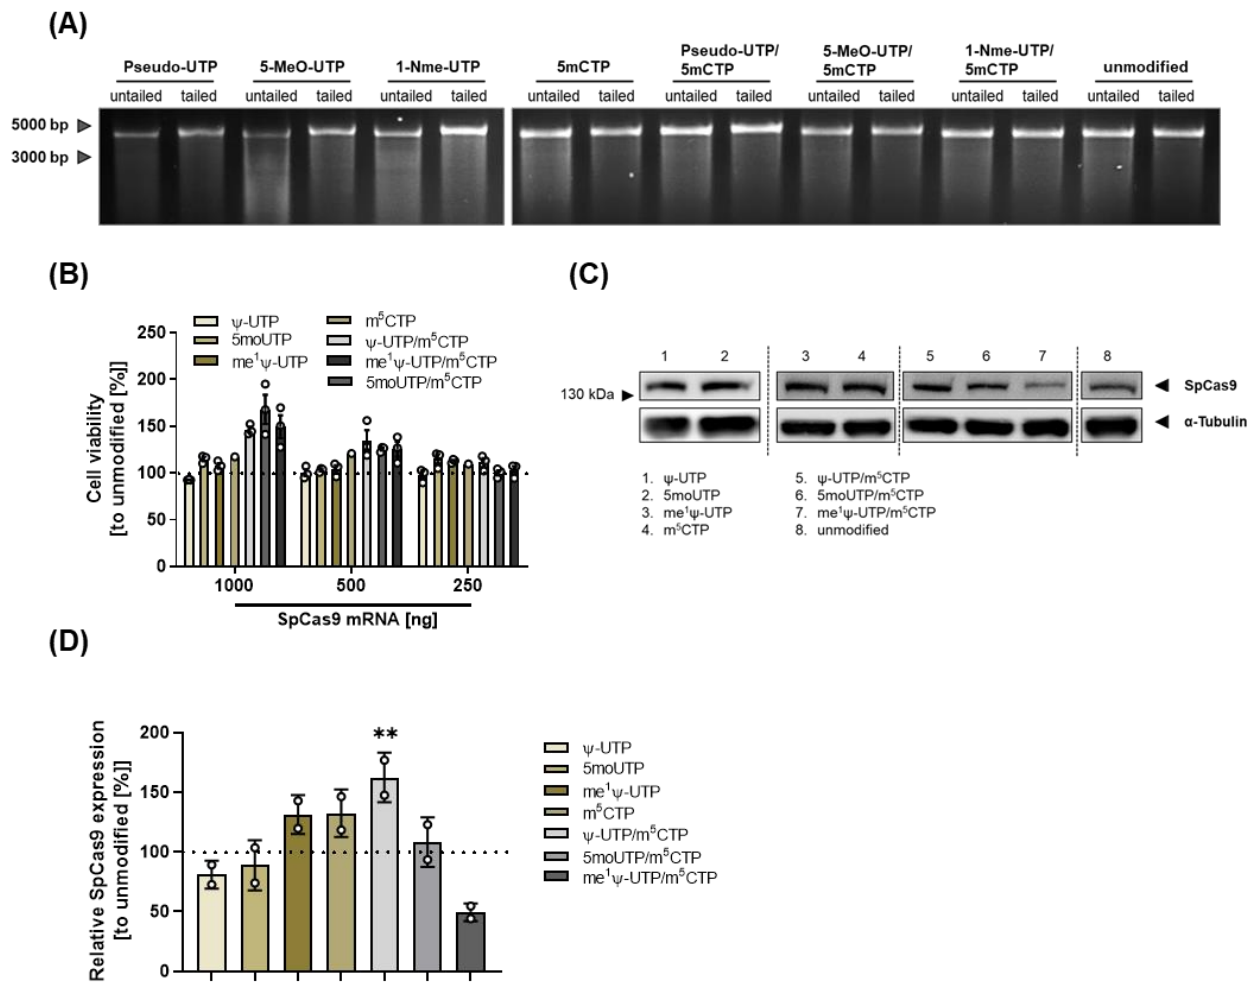 (A)
Pseudo-UTP 5-MeO-UTP 1-Nme-UTP 5mCTP Pseudo-UTP/ 5mCTP 5-MeO-UTP/ 5mCTP 1-Nme-UTP/ 5mCTP unmodified
untailed tailed untailed tailed untailed tailed untailed tailed untailed tailed untailed tailed untailed tailed untailed tailed
5000 bp
3000 bp
(B)
ψ-UTP
5moUTP
me¹ψ-UTP
m⁵CTP
ψ-UTP/m⁵CTP
me¹ψ-UTP/m⁵CTP
5moUTP/m⁵CTP
Cell viability
[to unmodified [%]]
250
200
150
100
50
0
1000 500 250
SpCas9 mRNA [ng]
(C)
1 2 3 4 5 6 7 8
130 kDa
SpCas9
α-Tubulin
1. ψ-UTP
2. 5moUTP
3. me¹ψ-UTP
4. m⁵CTP
5. ψ-UTP/m⁵CTP
6. 5moUTP/m⁵CTP
7. me¹ψ-UTP/m⁵CTP
8. unmodified
(D)
Relative SpCas9 expression
[to unmodified [%]]
200
150
100
50
0
**
ψ-UTP
5moUTP
me¹ψ-UTP
m⁵CTP
ψ-UTP/m⁵CTP
5moUTP/m⁵CTP
me¹ψ-UTP/m⁵CTP